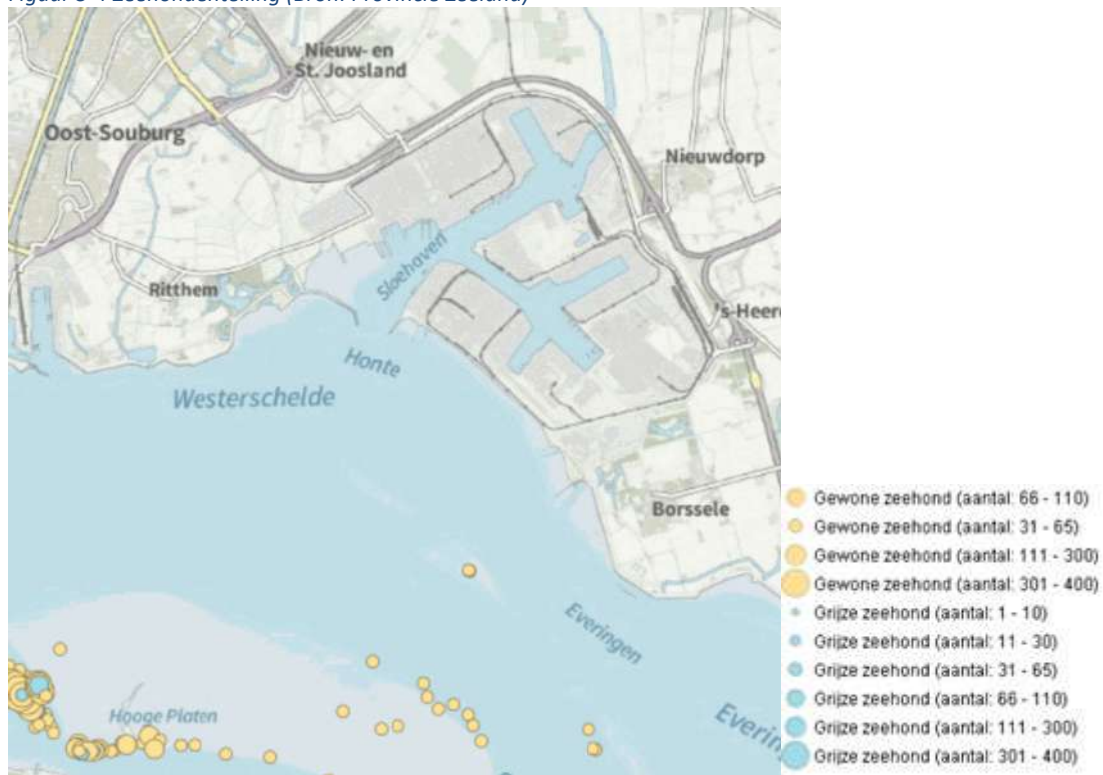 Nieuw- en
St. Joosland
Oost-Souburg
Nieuwdorp
Sloehaven
Ritthem
's-Heer
Honte
Westerschelde
Borssele
Everingen
Hooge Platen
Everin
Gewone zeehond (aantal: 66 - 110)
Gewone zeehond (aantal: 31 - 65)
Gewone zeehond (aantal: 111 - 300)
Gewone zeehond (aantal: 301 - 400)
Grijze zeehond (aantal: 1 - 10)
Grijze zeehond (aantal: 11 - 30)
Grijze zeehond (aantal: 31 - 65)
Grijze zeehond (aantal: 66 - 110)
Grijze zeehond (aantal: 111 - 300)
Grijze zeehond (aantal: 301 - 400)